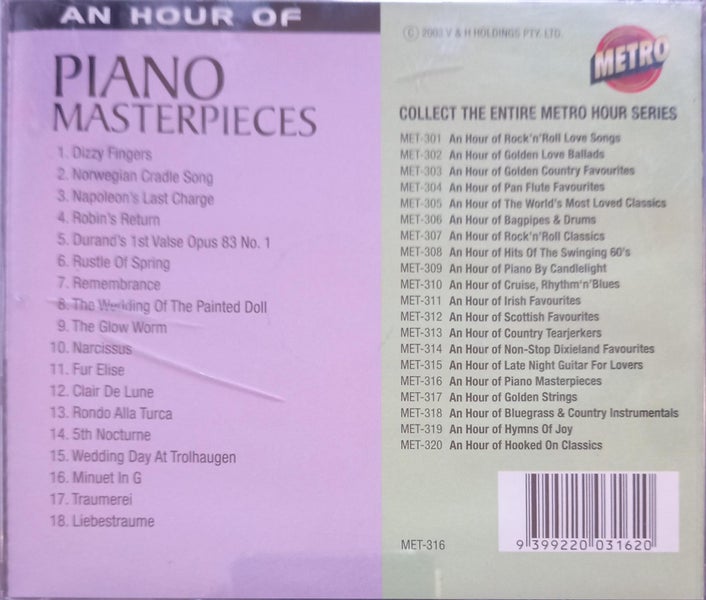 AN HOUR OF
PIANO
MASTERPIECES
1. Dizzy Fingers
2. Norwegian Cradle Song
3. Napoleon's Last Charge
4. Robin's Return
5. Durand's 1st Valse Opus 83 No. 1
6. Rustle Of Spring
7. Remembrance
8. The Wedding Of The Painted Doll
9. The Glow Worm
10. Narcissus
11. Fur Elise
12. Clair De Lune
13. Rondo Alla Turca
14. 5th Nocturne
15. Wedding Day At Trolhaugen
16. Minuet In G
17. Traumerei
18. Liebestraume
© 2003 V & H HOLDINGS PTY. LTD.
METRO
COLLECT THE ENTIRE METRO HOUR SERIES
MET-301 An Hour of Rock'n'Roll Love Songs
MET-302 An Hour of Golden Love Ballads
MET-303 An Hour of Golden Country Favourites
MET-304 An Hour of Pan Flute Favourites
MET-305 An Hour of The World's Most Loved Classics
MET-306 An Hour of Bagpipes & Drums
MET-307 An Hour of Rock'n'Roll Classics
MET-308 An Hour of Hits Of The Swinging 60's
MET-309 An Hour of Piano By Candlelight
MET-310 An Hour of Cruise, Rhythm'n'Blues
MET-311 An Hour of Irish Favourites
MET-312 An Hour of Scottish Favourites
MET-313 An Hour of Country Tearjerkers
MET-314 An Hour of Non-Stop Dixieland Favourites
MET-315 An Hour of Late Night Guitar For Lovers
MET-316 An Hour of Piano Masterpieces
MET-317 An Hour of Golden Strings
MET-318 An Hour of Bluegrass & Country Instrumentals
MET-319 An Hour of Hymns Of Joy
MET-320 An Hour of Hooked On Classics
MET-316
9 399220 031620